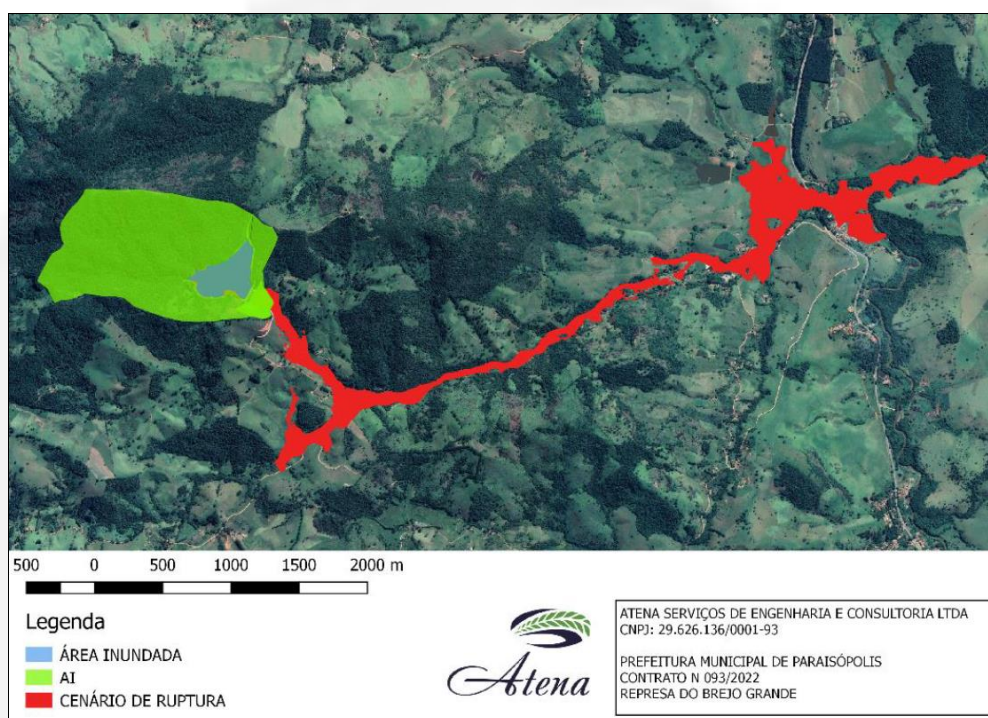 500 0 500 1000 1500 2000 m
Legenda
ÁREA INUNDADA
AI
CENÁRIO DE RUPTURA
Atena
ATENA SERVIÇOS DE ENGENHARIA E CONSULTORIA LTDA
CNPJ: 29.626.136/0001-93
PREFEITURA MUNICIPAL DE PARAISÓPOLIS
CONTRATO N 093/2022
REPRESA DO BREJO GRANDE